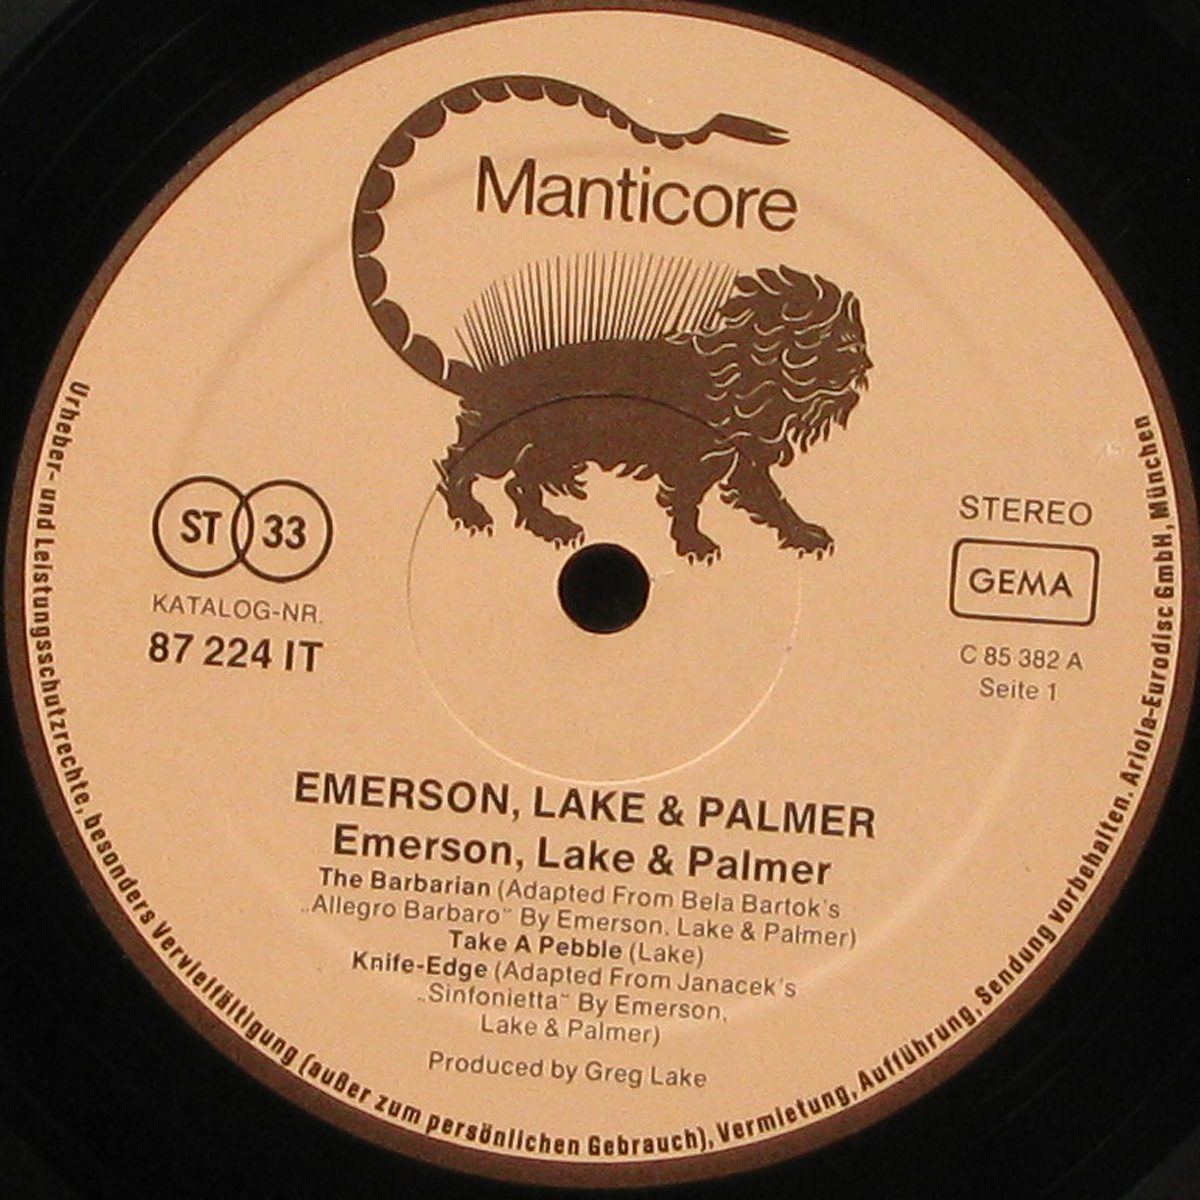 Manticore
ST 33
KATALOG-NR.
87 224 IT
STEREO
GEMA
C 85 382 A
Seite 1
EMERSON, LAKE & PALMER
Emerson, Lake & Palmer
The Barbarian (Adapted From Bela Bartok's
„Allegro Barbaro“ By Emerson, Lake & Palmer)
Take A Pebble (Lake)
Knife-Edge (Adapted From Janacek's
„Sinfonietta“ By Emerson,
Lake & Palmer)
Produced by Greg Lake
Urheber- und Leistungsschutzrechte, besonders Vervielfältigung (außer zum persönlichen Gebrauch), Vermietung, Aufführung, Sendung vorbehalten. Ariola-Eurodisc GmbH, München